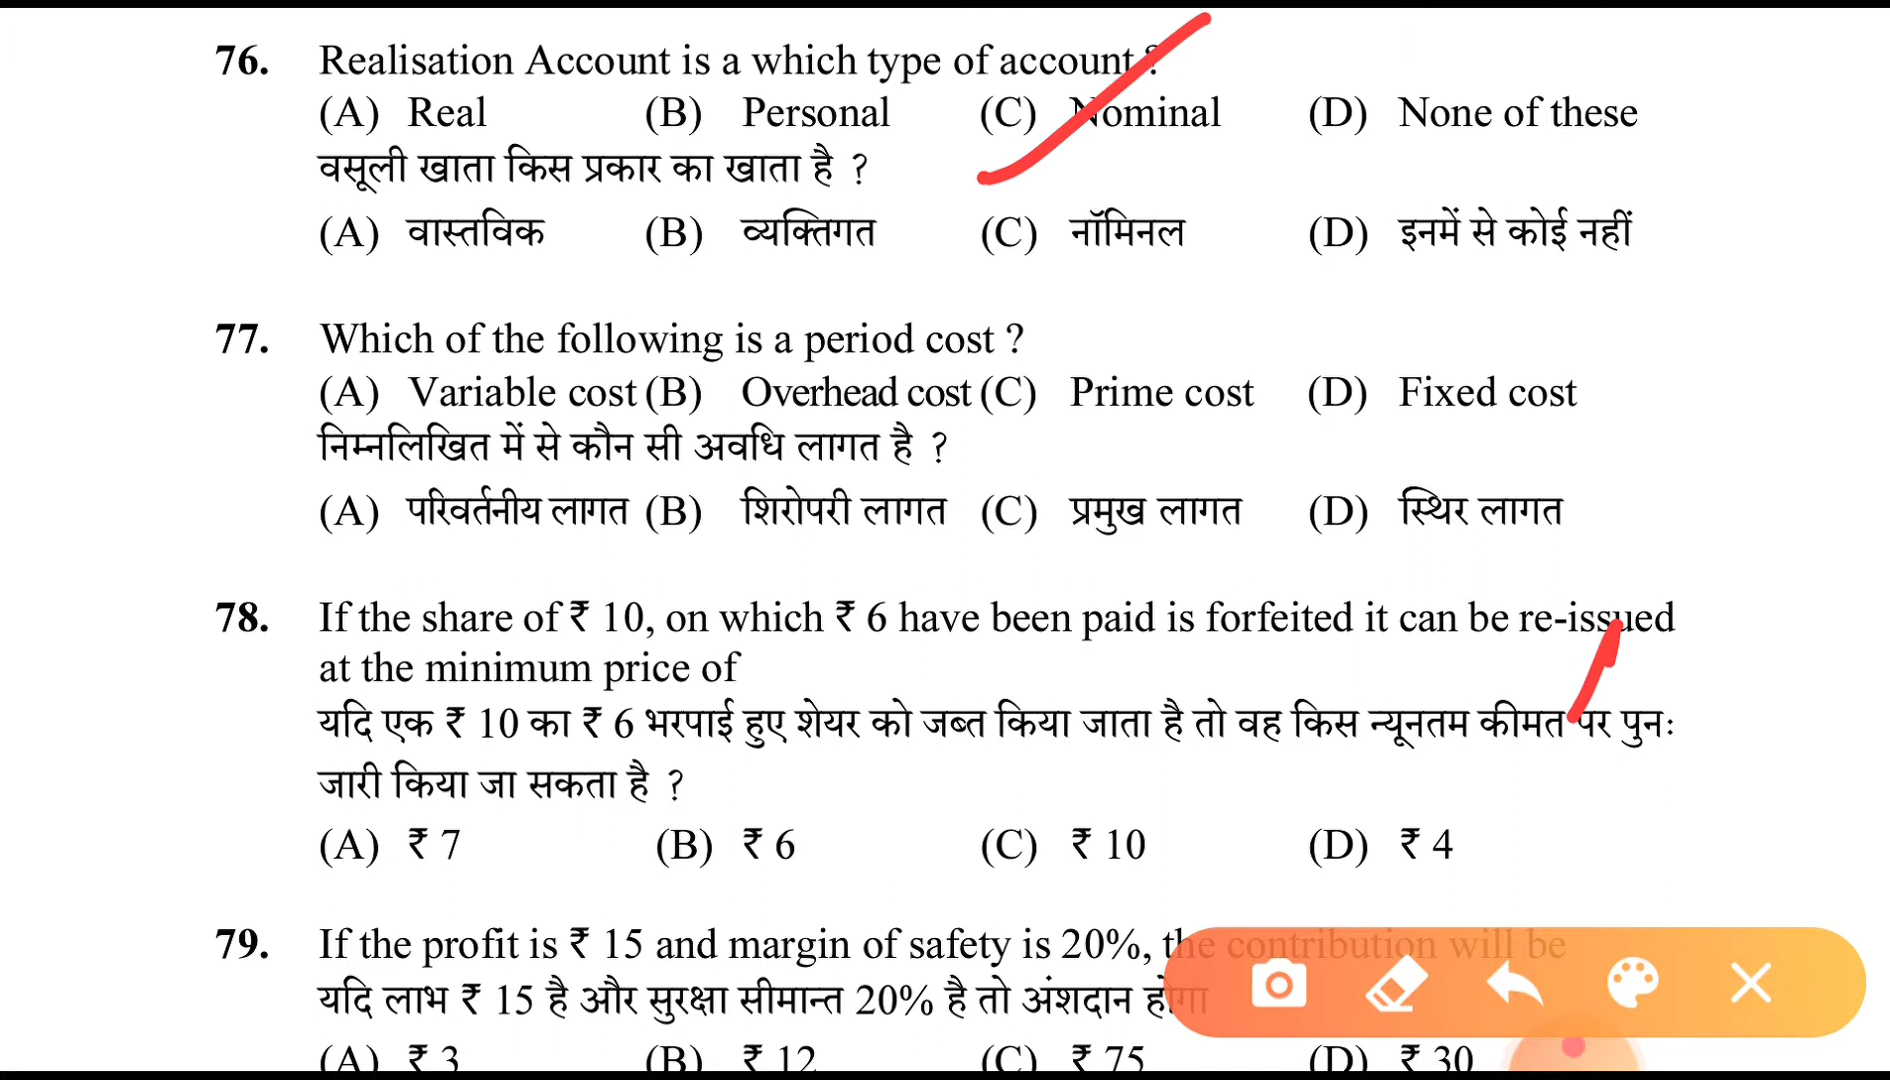 76. Realisation Account is a which type of account ?
(A) Real (B) Personal (C) Nominal (D) None of these
वसूली खाता किस प्रकार का खाता है ?
(A) वास्तविक (B) व्यक्तिगत (C) नॉमिनल (D) इनमें से कोई नहीं
77. Which of the following is a period cost ?
(A) Variable cost (B) Overhead cost (C) Prime cost (D) Fixed cost
निम्नलिखित में से कौन सी अवधि लागत है ?
(A) परिवर्तनीय लागत (B) शिरोपरी लागत (C) प्रमुख लागत (D) स्थिर लागत
78. If the share of ₹ 10, on which ₹ 6 have been paid is forfeited it can be re-issued
at the minimum price of
यदि एक ₹ 10 का ₹ 6 भरपाई हुए शेयर को जब्त किया जाता है तो वह किस न्यूनतम कीमत पर पुनः
जारी किया जा सकता है ?
(A) ₹ 7 (B) ₹ 6 (C) ₹ 10 (D) ₹ 4
79. If the profit is ₹ 15 and margin of safety is 20%, the contribution will be
यदि लाभ ₹ 15 है और सुरक्षा सीमान्त 20% है तो अंशदान होगा
(A) ₹ 3 (B) ₹ 12 (C) ₹ 75 (D) ₹ 30